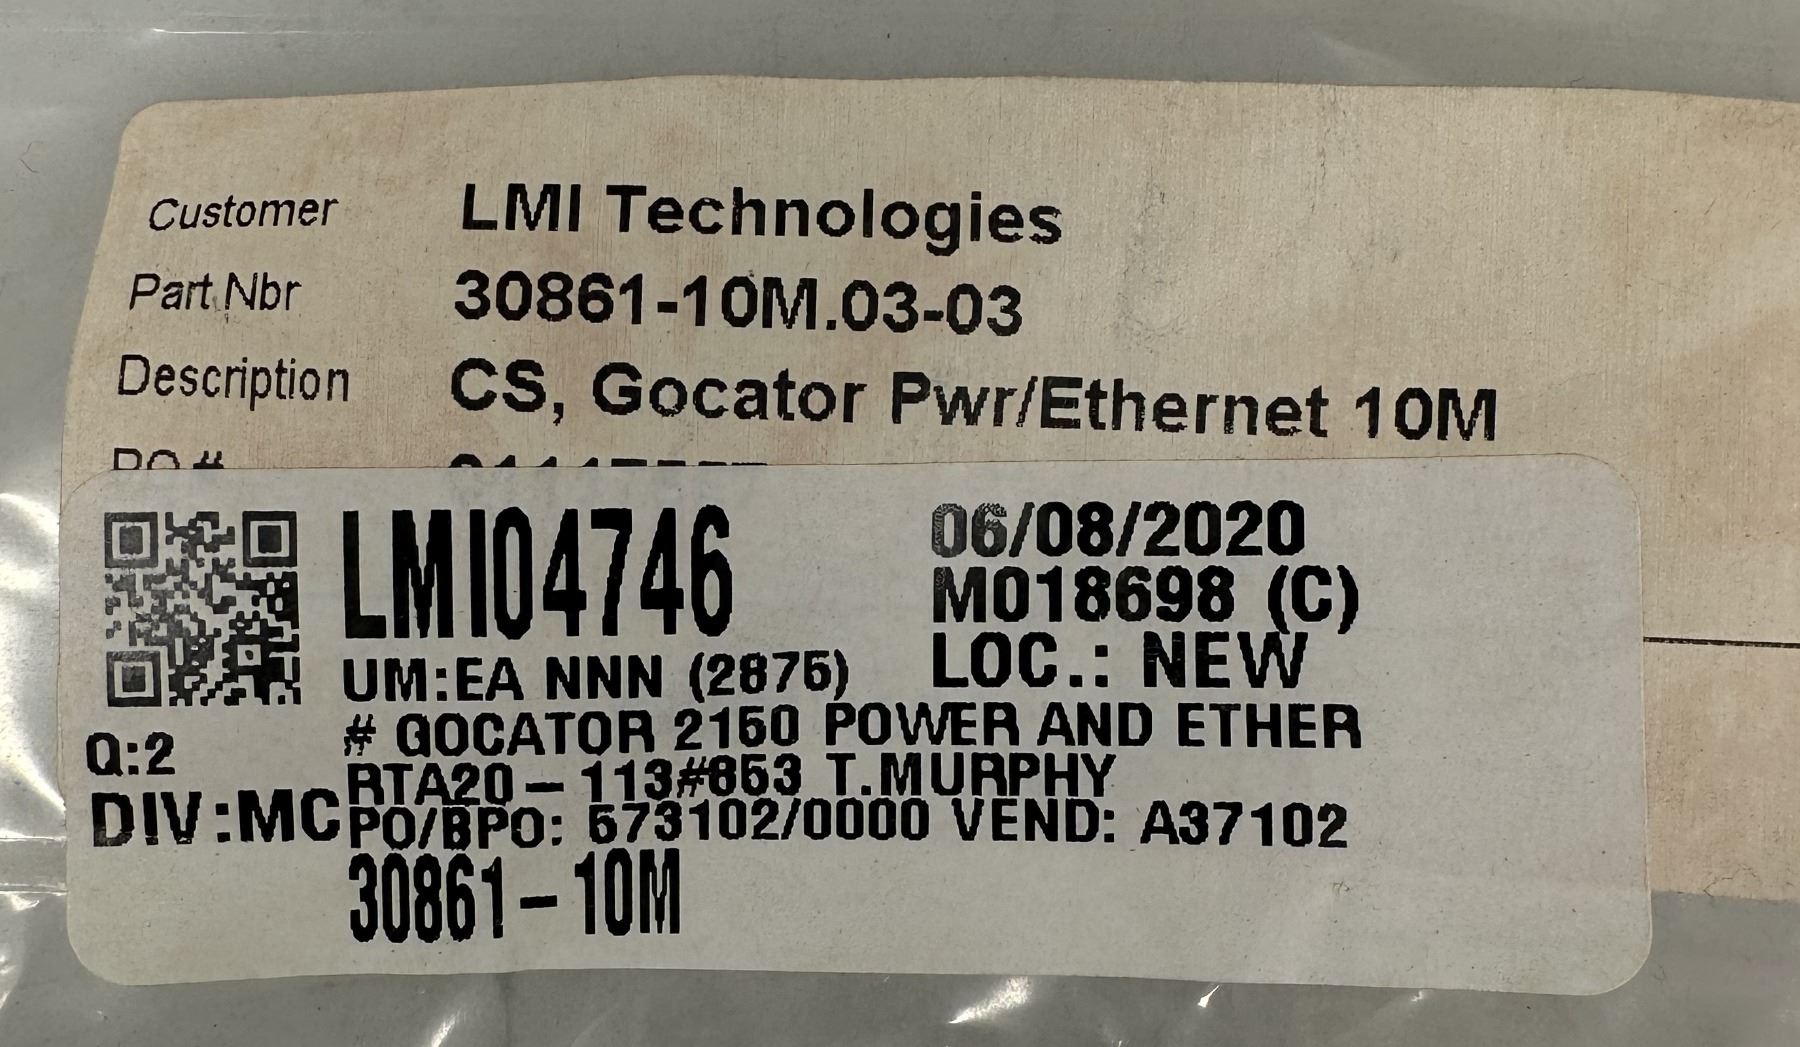 Customer LMI Technologies
Part Nbr 30861-10M.03-03
Description CS, Gocator Pwr/Ethernet 10M
PO #
LMI04746 06/08/2020
M018698 (C)
UM:EA NNN (2875) LOC.: NEW
# GOCATOR 2150 POWER AND ETHER
Q:2
RTA20-113#853 T.MURPHY
DIV:MC PO/BPO: 573102/0000 VEND: A37102
30861-10M